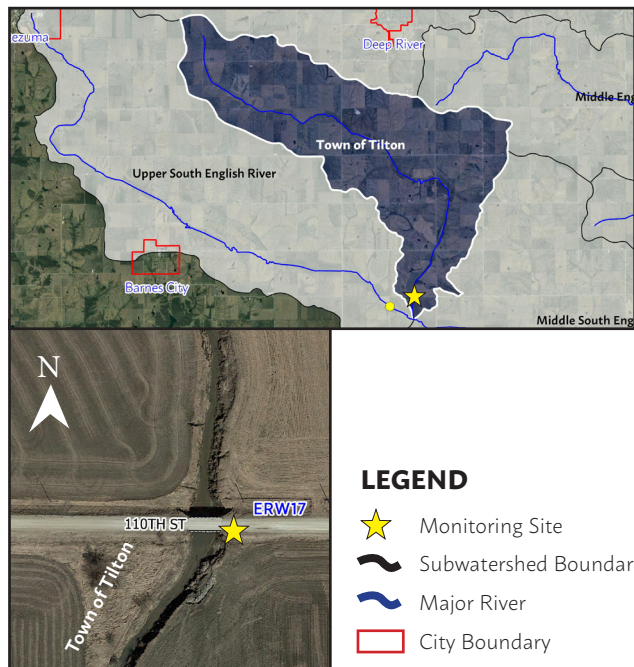 ezuma
Deep River
Middle Eng
Town of Tilton
Upper South English River
Barnes City
Middle South Eng
N
ERW17
110TH ST
Town of Tilton
LEGEND
Monitoring Site
Subwatershed Boundar
Major River
City Boundary